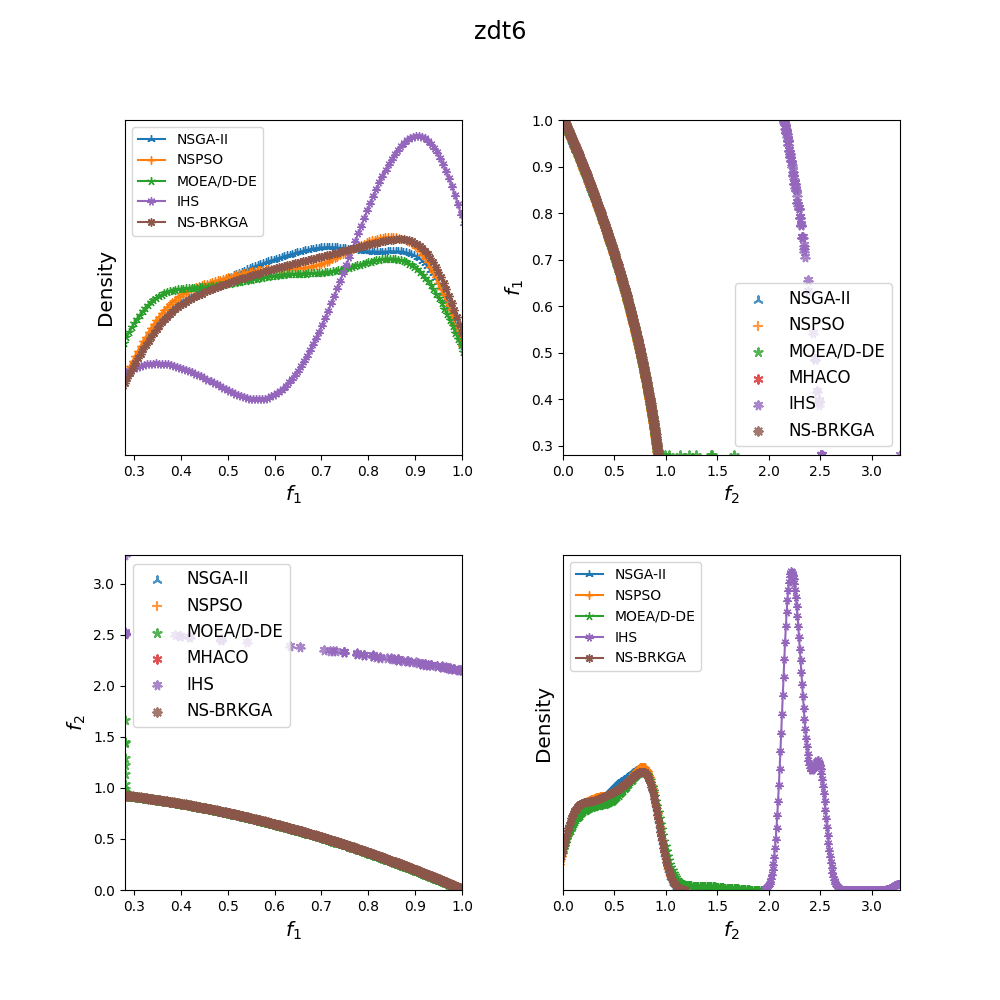 zdt6
NSGA-II
NSPSO
MOEA/D-DE
IHS
NS-BRKGA
Density
0.3 0.4 0.5 0.6 0.7 0.8 0.9 1.0
f1
1.0
0.9
0.8
0.7
0.6
0.5
0.4
0.3
f1
NSGA-II
NSPSO
MOEA/D-DE
MHACO
IHS
NS-BRKGA
0.0 0.5 1.0 1.5 2.0 2.5 3.0
f2
3.0
2.5
2.0
1.5
1.0
0.5
0.0
f2
NSGA-II
NSPSO
MOEA/D-DE
MHACO
IHS
NS-BRKGA
0.3 0.4 0.5 0.6 0.7 0.8 0.9 1.0
f1
NSGA-II
NSPSO
MOEA/D-DE
IHS
NS-BRKGA
Density
0.0 0.5 1.0 1.5 2.0 2.5 3.0
f2